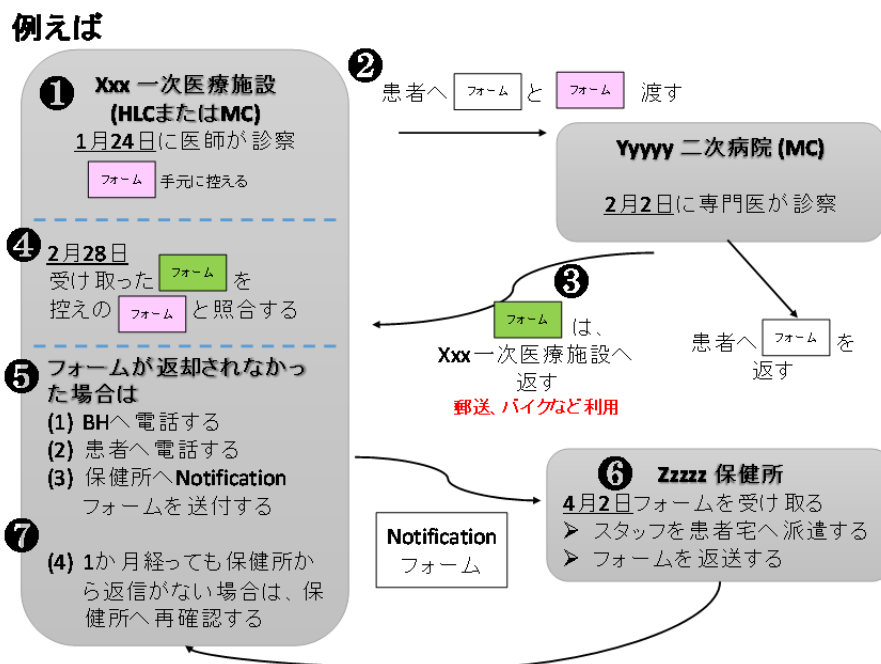 例えば
❶ Xxx 一次医療施設
(HLCまたはMC)
1月24日に医師が診察
フォーム 手元に控える
❷ 患者へ フォーム と フォーム 渡す
Yyyyy 二次病院 (MC)
2月2日に専門医が診察
❹ 2月28日
受け取った フォーム を
控えの フォーム と照合する
❸
フォーム は、
Xxx一次医療施設へ
返す
郵送、バイクなど利用
患者へ フォーム を
返す
❺ フォームが返却されなかっ
た場合は
(1) BHへ電話する
(2) 患者へ電話する
(3) 保健所へNotification
フォームを送付する
❼
(4) 1か月経っても保健所か
ら返信がない場合は、保
健所へ再確認する
Notification
フォーム
❻ Zzzzz 保健所
4月2日フォームを受け取る
➢ スタッフを患者宅へ派遣する
➢ フォームを返送する